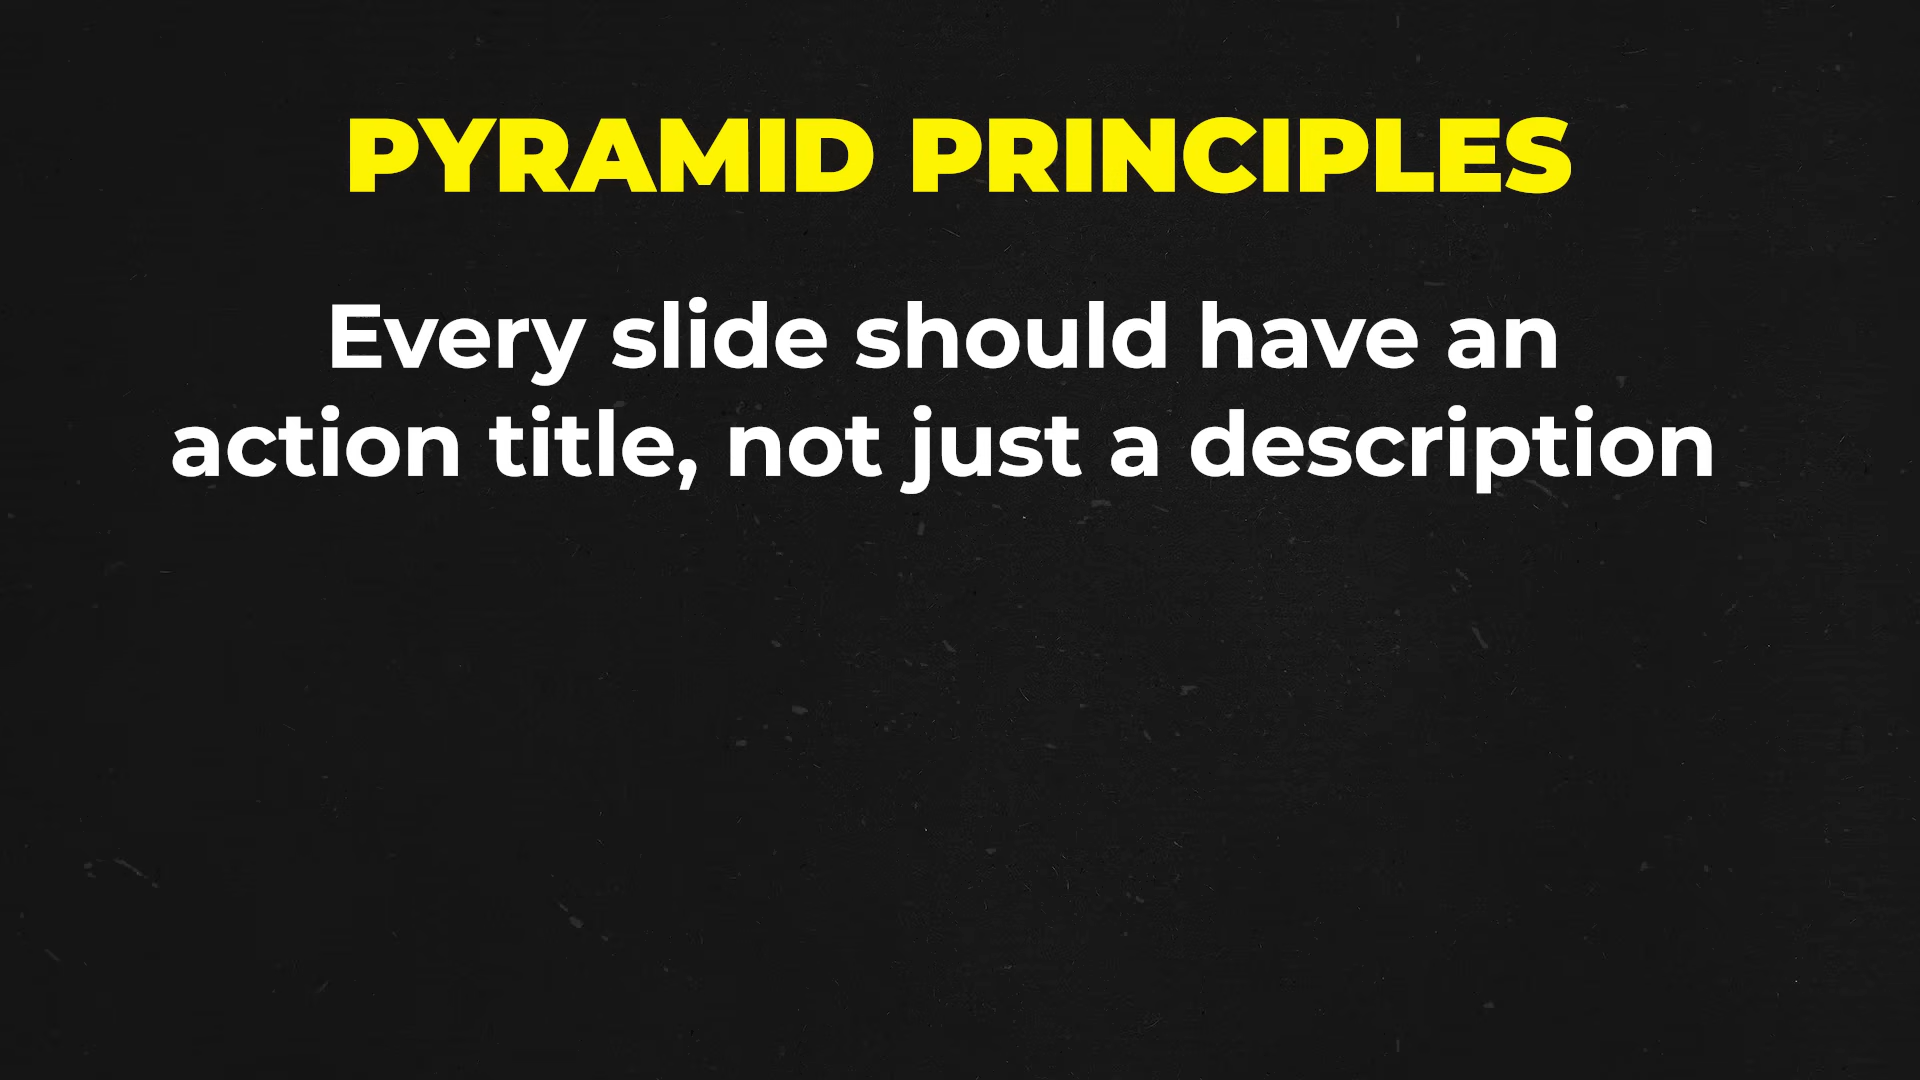 PYRAMID PRINCIPLES
Every slide should have an
action title, not just a description